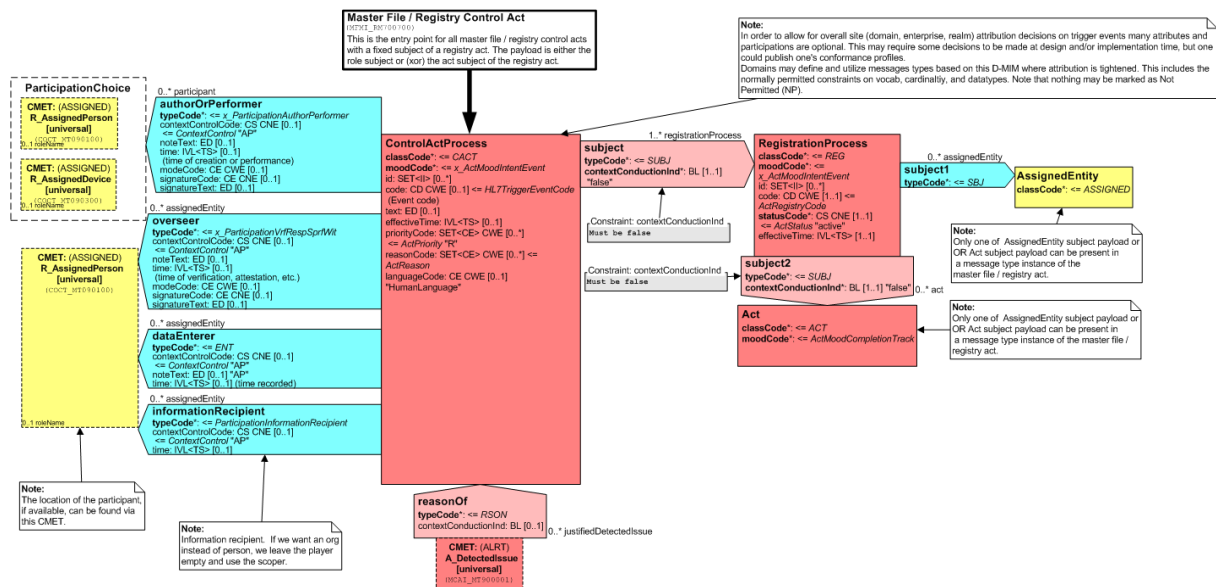 Master File / Registry Control Act
(MFMI_RM700700)
This is the entry point for all master file / registry control acts
with a fixed subject of a registry act. The payload is either the
role subject or (xor) the act subject of the registry act.
Note:
In order to allow for overall site (domain, enterprise, realm) attribution decisions on trigger events many attributes and
participations are optional. This may require some decisions to be made at design and/or implementation time, but one
could publish one's conformance profiles.
Domains may define and utilize messages types based on this D-MIM where attribution is tightened. This includes the
normally permitted constraints on vocab, cardinaltiy, and datatypes. Note that nothing may be marked as Not
Permitted (NP).
ParticipationChoice
CMET: (ASSIGNED)
R_AssignedPerson
[universal]
(COCT_MT090100)
0..1 roleName
CMET: (ASSIGNED)
R_AssignedDevice
[universal]
(COCT_MT090300)
0..1 roleName
0..* participant
authorOrPerformer
typeCode*: <= x_ParticipationAuthorPerformer
contextControlCode: CS CNE [0..1]
<= ContextControl "AP"
noteText: ED [0..1]
time: IVL<TS> [0..1]
(time of creation or performance)
modeCode: CE CWE [0..1]
signatureCode: CE CNE [0..1]
signatureText: ED [0..1]
0..* assignedEntity
overseer
typeCode*: <= x_ParticipationVrfRespSprfWit
contextControlCode: CS CNE [0..1]
<= ContextControl "AP"
noteText: ED [0..1]
time: IVL<TS> [0..1]
(time of verification, attestation, etc.)
modeCode: CE CWE [0..1]
signatureCode: CE CNE [0..1]
signatureText: ED [0..1]
CMET: (ASSIGNED)
R_AssignedPerson
[universal]
(COCT_MT090100)
0..1 roleName
0..* assignedEntity
dataEnterer
typeCode*: <= ENT
contextControlCode: CS CNE [0..1]
<= ContextControl "AP"
noteText: ED [0..1] "AP"
time: IVL<TS> [0..1] (time recorded)
0..* assignedEntity
informationRecipient
typeCode*: <= ParticipationInformationRecipient
contextControlCode: CS CNE [0..1]
<= ContextControl "AP"
time: IVL<TS> [0..1]
ControlActProcess
classCode*: <= CACT
moodCode*: <= x_ActMoodIntentEvent
id: SET<II> [0..*]
code: CD CWE [0..1] <= HL7TriggerEventCode
(Event code)
text: ED [0..1]
effectiveTime: IVL<TS> [0..1]
priorityCode: SET<CE> CWE [0..*]
<= ActPriority "R"
reasonCode: SET<CE> CWE [0..*] <=
ActReason
languageCode: CE CWE [0..1]
"HumanLanguage"
1..* registrationProcess
subject
typeCode*: <= SUBJ
contextConductionInd*: BL [1..1]
"false"
Constraint: contextConductionInd
Must be false
RegistrationProcess
classCode*: <= REG
moodCode*: <=
x_ActMoodIntentEvent
id: SET<II> [0..*]
code: CD CWE [0..1] <=
ActRegistryCode
statusCode*: CS CNE [1..1]
<= ActStatus "active"
effectiveTime: IVL<TS> [1..1]
0..* assignedEntity
subject1
typeCode*: <= SBJ
AssignedEntity
classCode*: <= ASSIGNED
Note:
Only one of AssignedEntity subject payload or
OR Act subject payload can be present in
a message type instance of the
master file / registry act.
Constraint: contextConductionInd
Must be false
subject2
typeCode*: <= SUBJ
contextConductionInd*: BL [1..1] "false"
0..* act
Act
classCode*: <= ACT
moodCode*: <= ActMoodCompletionTrack
Note:
Only one of AssignedEntity subject payload or
OR Act subject payload can be present in
a message type instance of the master file /
registry act.
Note:
The location of the participant,
if available, can be found via
this CMET.
Note:
Information recipient. If we want an org
instead of person, we leave the player
empty and use the scoper.
reasonOf
typeCode*: <= RSON
contextConductionInd: BL [0..1]
0..* justifiedDetectedIssue
CMET: (ALRT)
A_DetectedIssue
[universal]
(MCAI_MT900001)